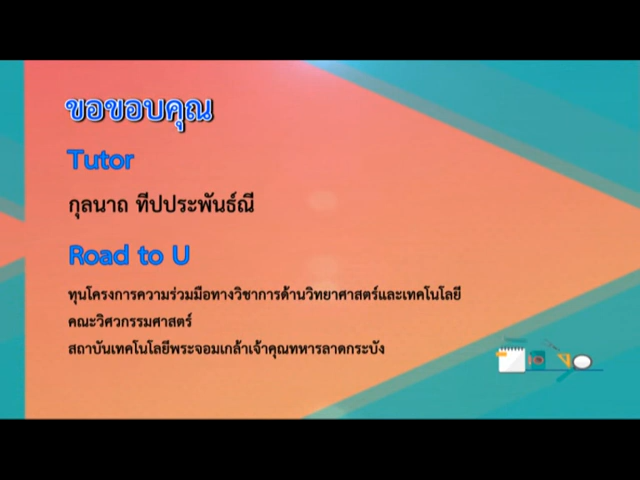 ขอขอบคุณ
Tutor
กุลนาถ ทีปประพันธ์ณี
Road to U
ทุนโครงการความร่วมมือทางวิชาการด้านวิทยาศาสตร์และเทคโนโลยี
คณะวิศวกรรมศาสตร์
สถาบันเทคโนโลยีพระจอมเกล้าเจ้าคุณทหารลาดกระบัง